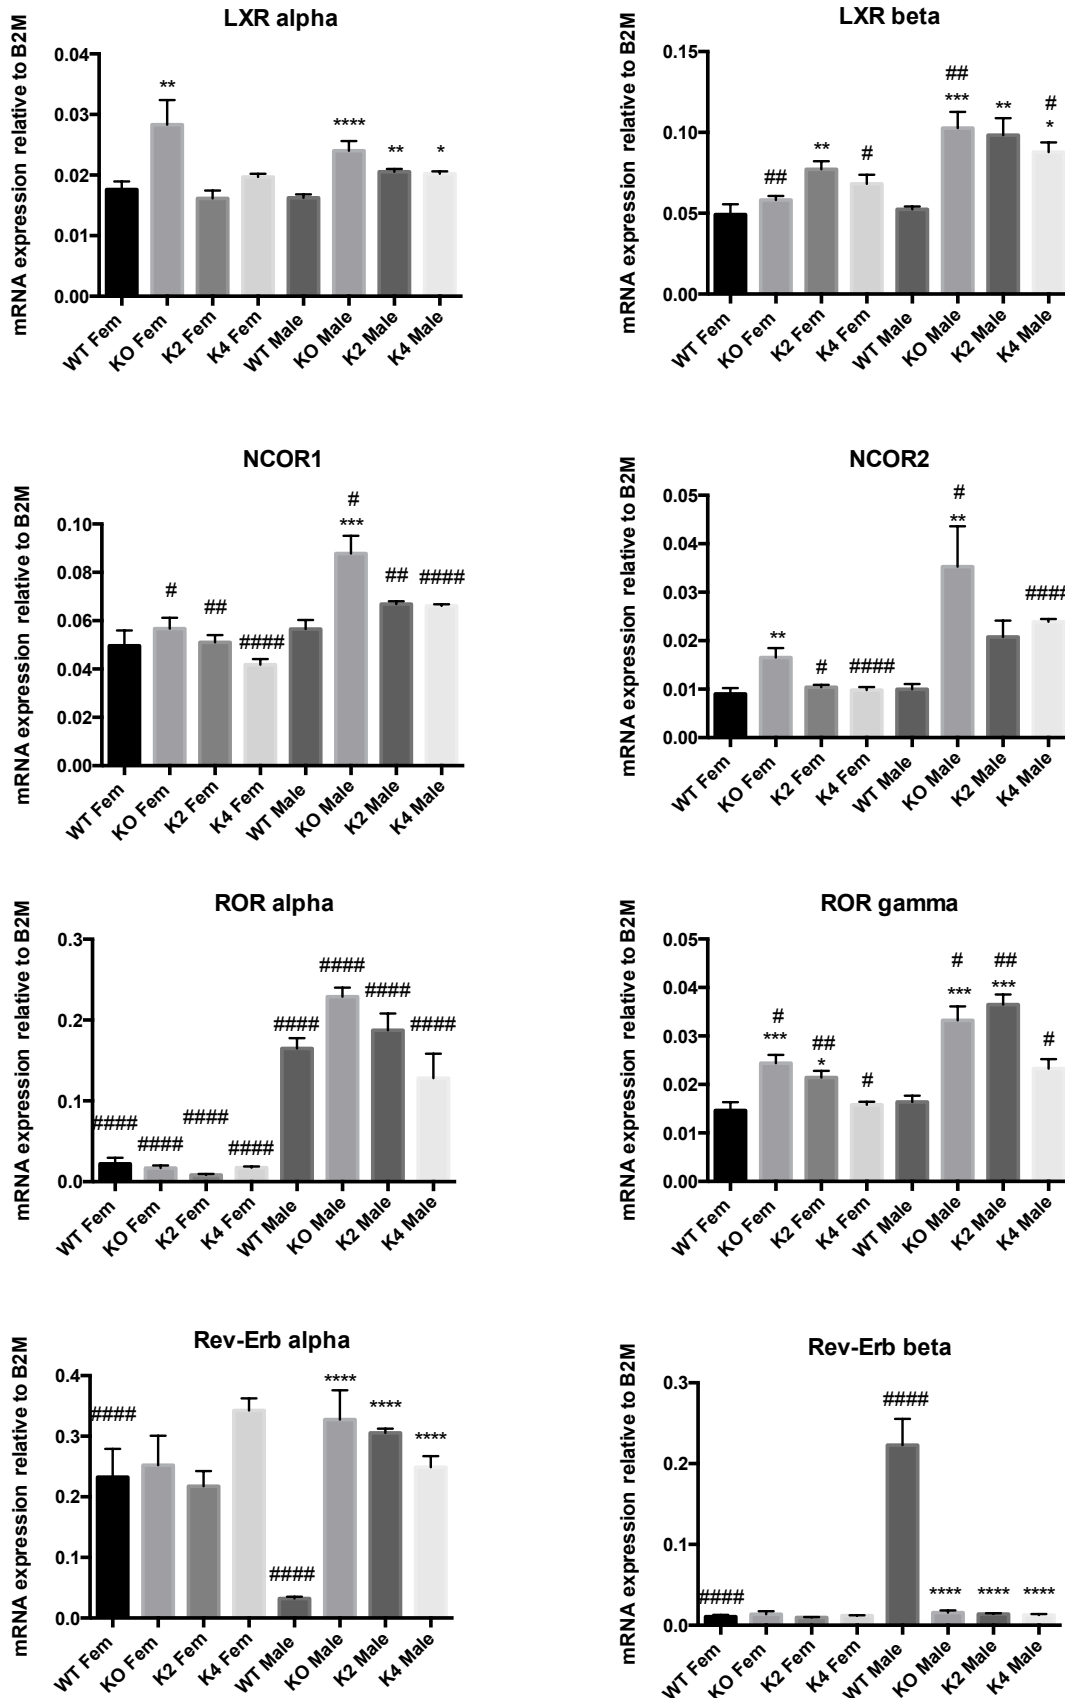 LXR alpha
mRNA expression relative to B2M
0.04
0.03
0.02
0.01
0.00
**
****
**
*
WT Fem
KO Fem
K2 Fem
K4 Fem
WT Male
KO Male
K2 Male
K4 Male
LXR beta
mRNA expression relative to B2M
0.15
0.10
0.05
0.00
##
**
#
##
***
**
#
*
WT Fem
KO Fem
K2 Fem
K4 Fem
WT Male
KO Male
K2 Male
K4 Male
NCOR1
mRNA expression relative to B2M
0.10
0.08
0.06
0.04
0.02
0.00
#
##
####
#
***
##
####
WT Fem
KO Fem
K2 Fem
K4 Fem
WT Male
KO Male
K2 Male
K4 Male
NCOR2
mRNA expression relative to B2M
0.05
0.04
0.03
0.02
0.01
0.00
**
#
####
#
**
####
WT Fem
KO Fem
K2 Fem
K4 Fem
WT Male
KO Male
K2 Male
K4 Male
ROR alpha
mRNA expression relative to B2M
0.3
0.2
0.1
0.0
####
####
####
####
####
####
####
####
WT Fem
KO Fem
K2 Fem
K4 Fem
WT Male
KO Male
K2 Male
K4 Male
ROR gamma
mRNA expression relative to B2M
0.05
0.04
0.03
0.02
0.01
0.00
#
***
##
*
#
#
***
##
***
#
WT Fem
KO Fem
K2 Fem
K4 Fem
WT Male
KO Male
K2 Male
K4 Male
Rev-Erb alpha
mRNA expression relative to B2M
0.4
0.3
0.2
0.1
0.0
####
####
****
****
****
WT Fem
KO Fem
K2 Fem
K4 Fem
WT Male
KO Male
K2 Male
K4 Male
Rev-Erb beta
mRNA expression relative to B2M
0.3
0.2
0.1
0.0
####
####
****
****
****
WT Fem
KO Fem
K2 Fem
K4 Fem
WT Male
KO Male
K2 Male
K4 Male